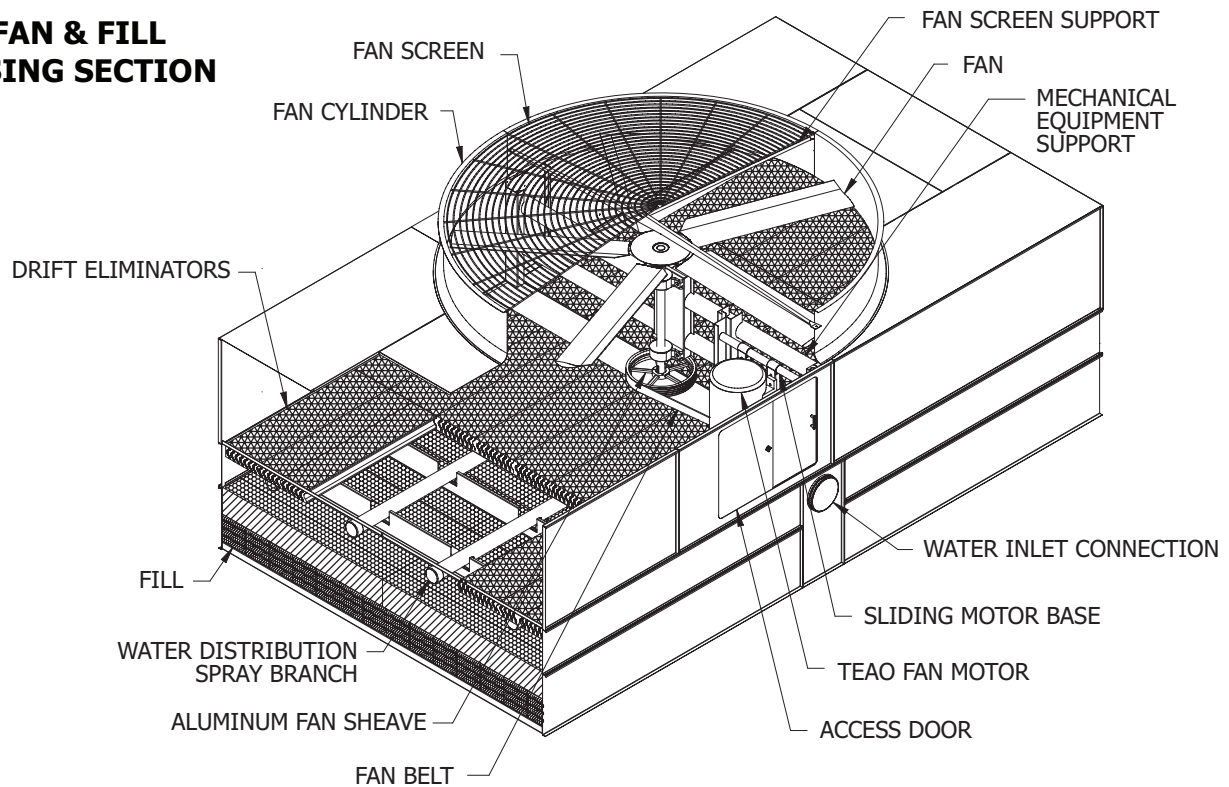 FAN & FILL
SING SECTION
FAN SCREEN SUPPORT
FAN SCREEN
FAN
FAN CYLINDER
MECHANICAL
EQUIPMENT
SUPPORT
DRIFT ELIMINATORS
WATER INLET CONNECTION
FILL
SLIDING MOTOR BASE
WATER DISTRIBUTION
SPRAY BRANCH
TEAO FAN MOTOR
ALUMINUM FAN SHEAVE
ACCESS DOOR
FAN BELT